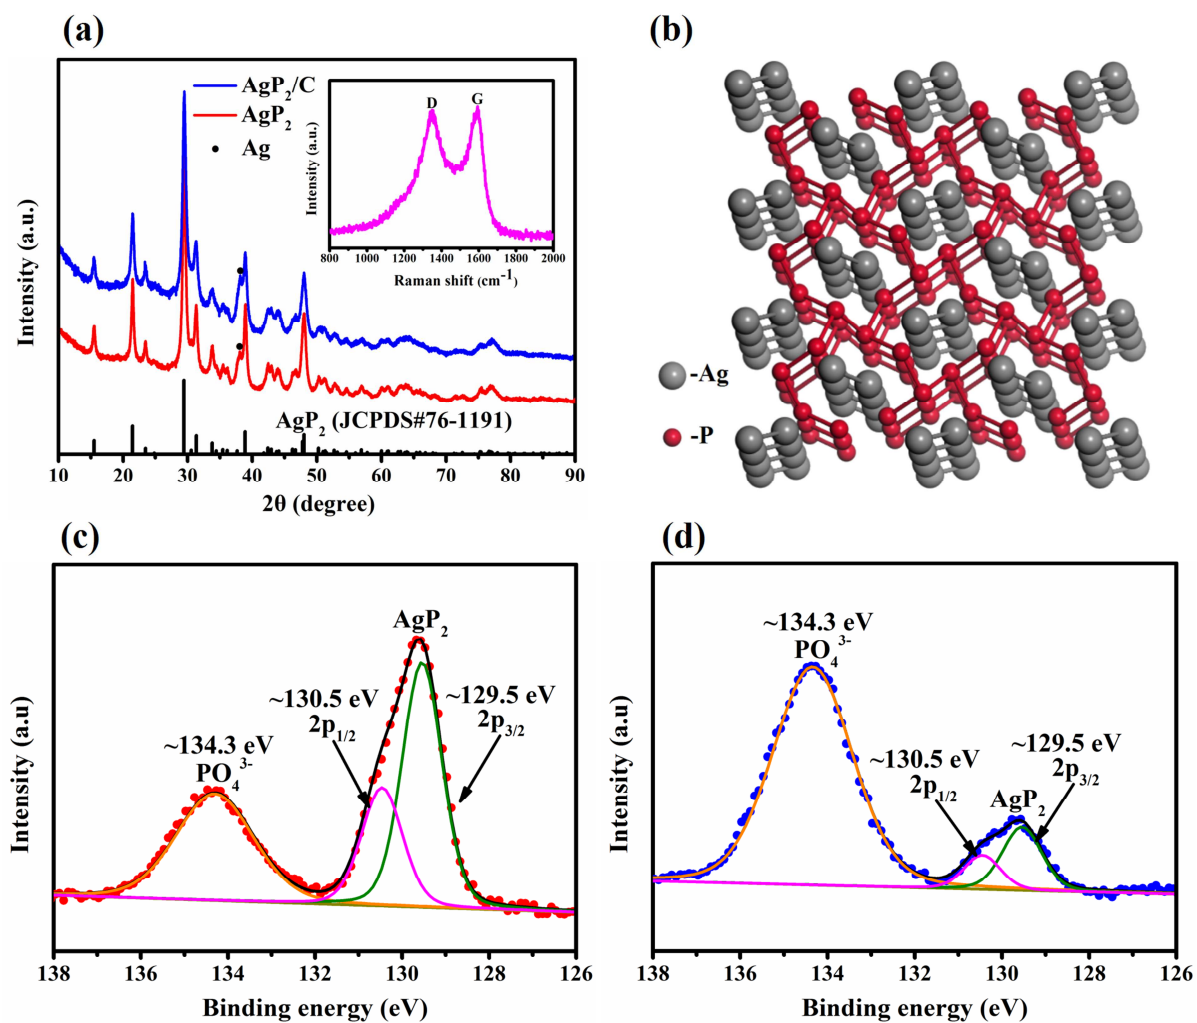 (a)
AgP2/C
AgP2
Ag
D
G
Intensity (a.u.)
800 1000 1200 1400 1600 1800 2000
Raman shift (cm-1)
Intensity (a.u.)
AgP2 (JCPDS#76-1191)
10 20 30 40 50 60 70 80 90
2θ (degree)
(b)
-Ag
-P
(c)
AgP2
~130.5 eV
2p1/2
~129.5 eV
2p3/2
~134.3 eV
PO43-
Intensity (a.u)
138 136 134 132 130 128 126
Binding energy (eV)
(d)
~134.3 eV
PO43-
~130.5 eV
2p1/2
~129.5 eV
2p3/2
AgP2
Intensity (a.u)
138 136 134 132 130 128 126
Binding energy (eV)